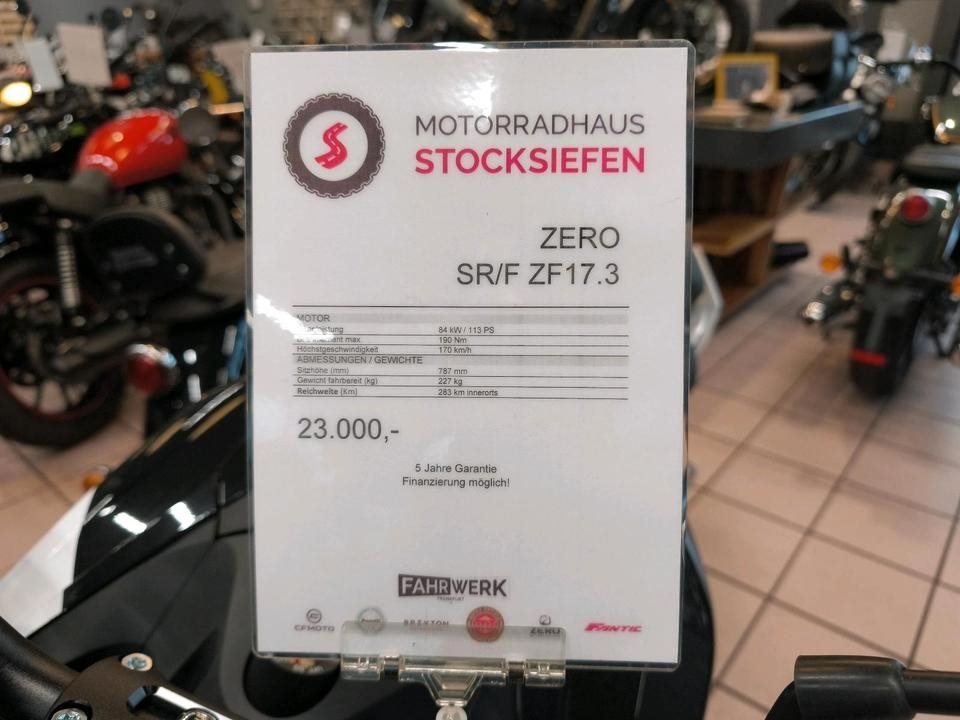 MOTORRADHAUS
STOCKSIEFEN
ZERO
SR/F ZF17.3
MOTOR
84 kW / 113 PS
max. 190 Nm
Höchstgeschwindigkeit 170 km/h
ABMESSUNGEN / GEWICHTE
Sitzhöhe (mm) 787 mm
Gewicht fahrbereit (kg) 227 kg
Reichweite (Km) 283 km innerorts
23.000,-
5 Jahre Garantie
Finanzierung möglich!
FAHRWERK
FRANKFURT
CFMOTO BRIXTON ZERO FANTIC